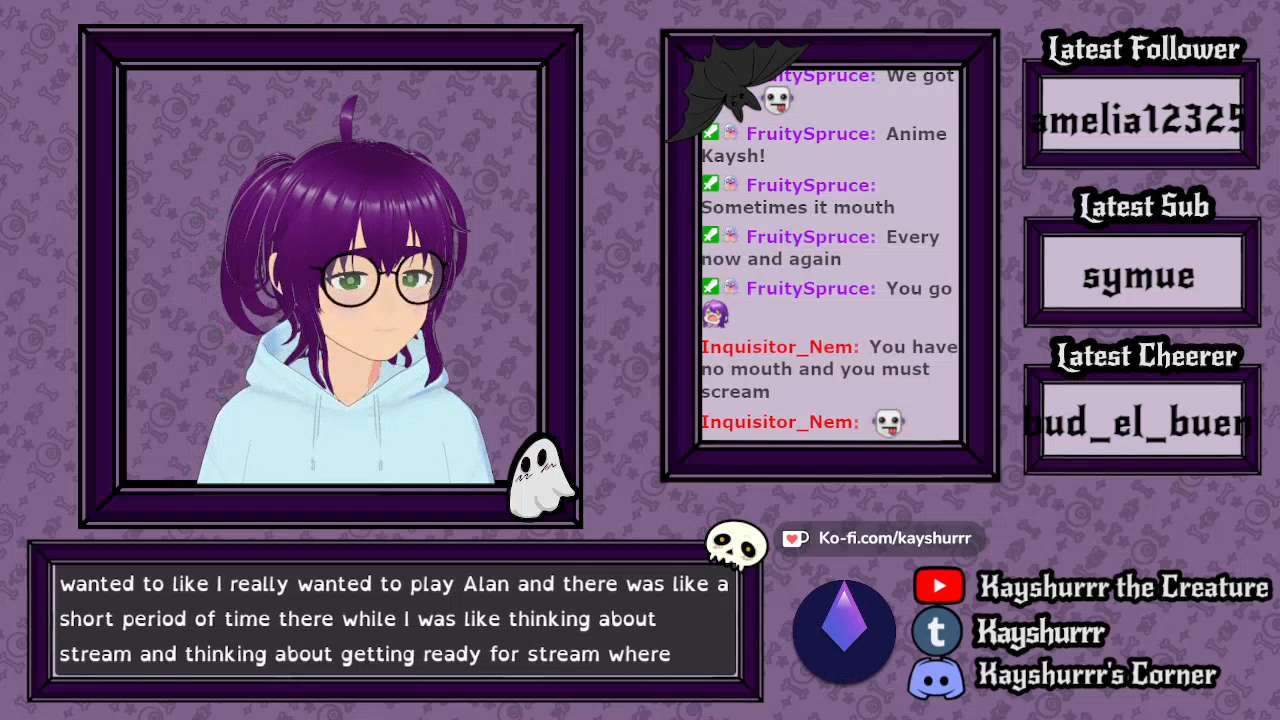 FruitySpruce: We got
FruitySpruce: Anime
Kaysh!
FruitySpruce:
Sometimes it mouth
FruitySpruce: Every
now and again
FruitySpruce: You go
Inquisitor_Nem: You have
no mouth and you must
scream
Inquisitor_Nem:
Latest Follower
amelia12325
Latest Sub
symue
Latest Cheerer
bud_el_buen
wanted to like I really wanted to play Alan and there was like a
short period of time there while I was like thinking about
stream and thinking about getting ready for stream where
Ko-fi.com/kayshurrr
Kayshurrr the Creature
t
Kayshurrr
Kayshurrr's Corner